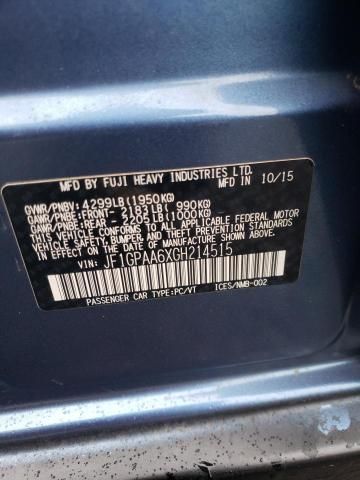 MFD BY FUJI HEAVY INDUSTRIES LTD. MFD IN 10/15
GVWR/PNBV: 4299LB(1950KG)
GAWR/PNBE:FRONT- 2183LB( 990KG)
GAWR/PNBE:REAR - 2205LB(1000KG)
THIS VEHICLE CONFORMS TO ALL APPLICABLE FEDERAL MOTOR
VEHICLE SAFETY, BUMPER, AND THEFT PREVENTION STANDARDS
IN EFFECT ON THE DATE OF MANUFACTURE SHOWN ABOVE.
VIN: JF1GPAA6XGH214515
PASSENGER CAR TYPE:PC/VT ICES/NMB-002